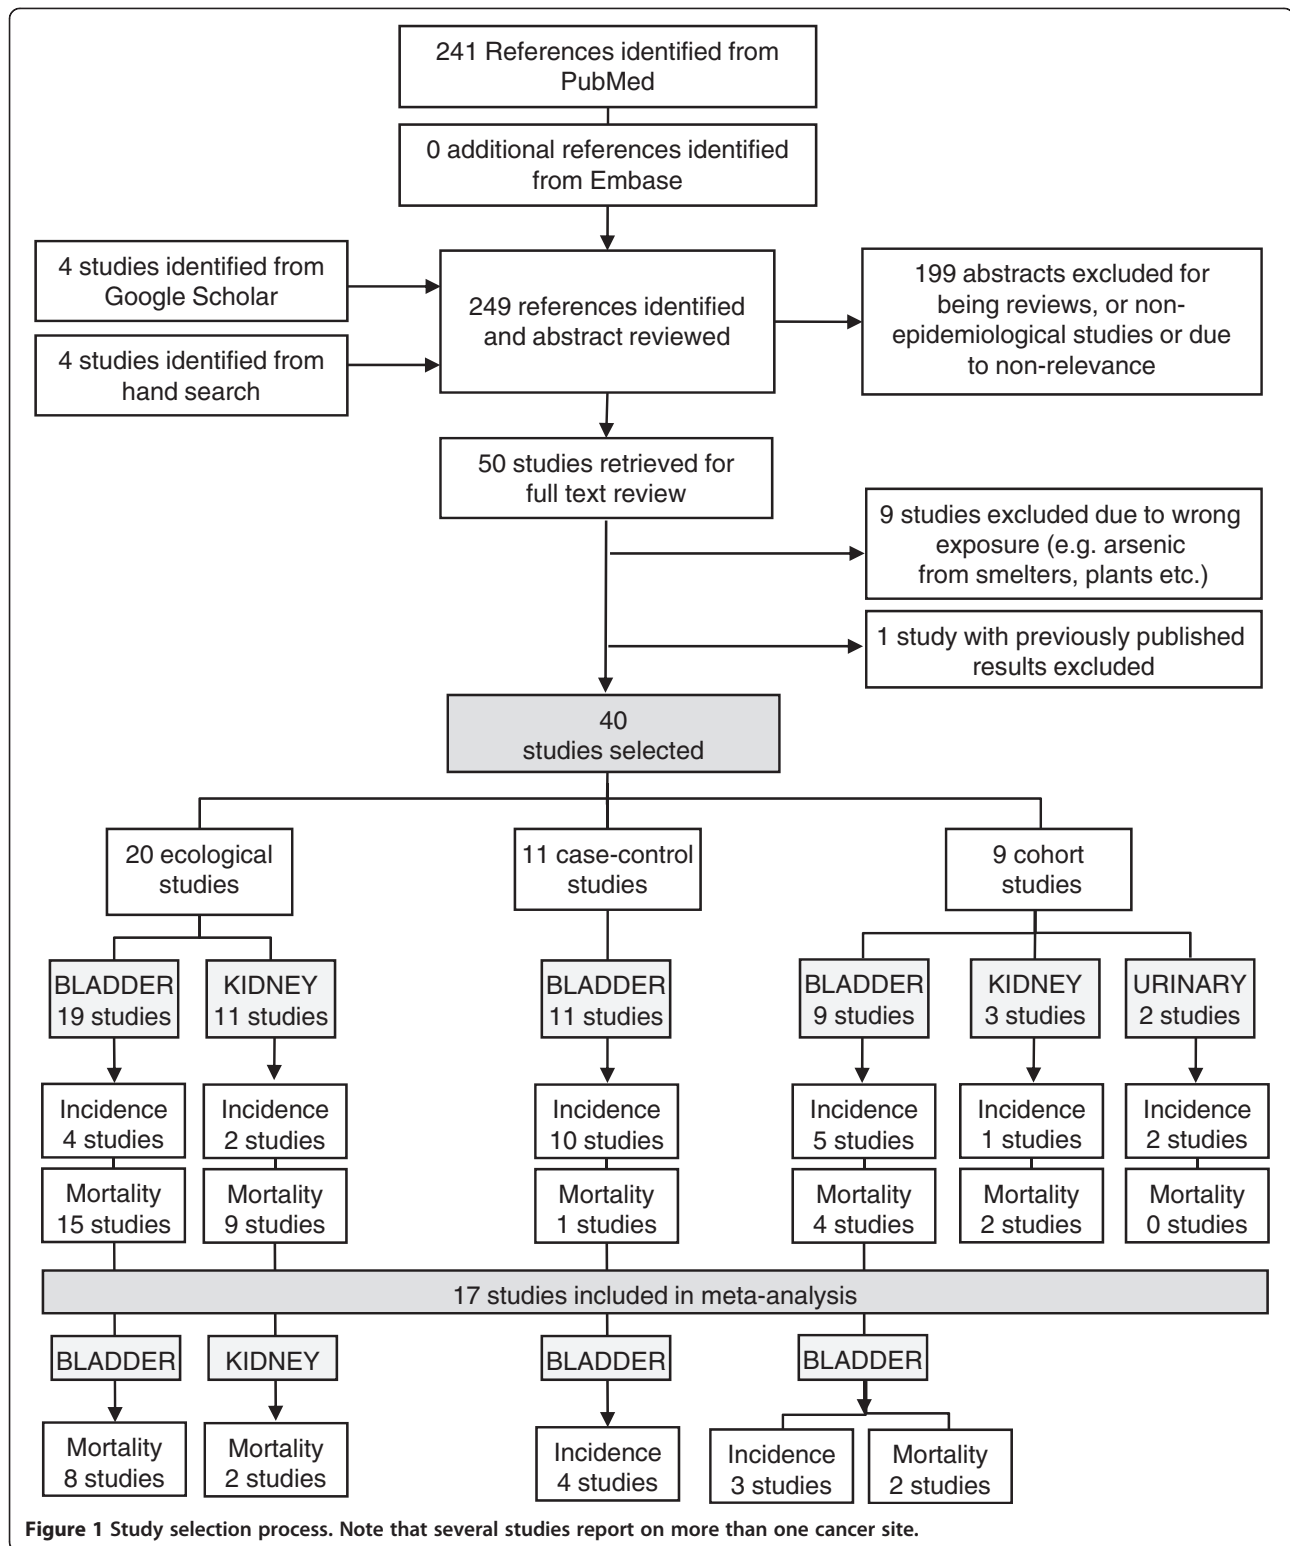 241 References identified from
PubMed
0 additional references identified
from Embase
4 studies identified from
Google Scholar
4 studies identified from
hand search
249 references identified
and abstract reviewed
199 abstracts excluded for
being reviews, or non-
epidemiological studies or due
to non-relevance
50 studies retrieved for
full text review
9 studies excluded due to wrong
exposure (e.g. arsenic
from smelters, plants etc.)
1 study with previously published
results excluded
40
studies selected
20 ecological
studies
11 case-control
studies
9 cohort
studies
BLADDER
19 studies
KIDNEY
11 studies
BLADDER
11 studies
BLADDER
9 studies
KIDNEY
3 studies
URINARY
2 studies
Incidence
4 studies
Incidence
2 studies
Incidence
10 studies
Incidence
5 studies
Incidence
1 studies
Incidence
2 studies
Mortality
15 studies
Mortality
9 studies
Mortality
1 studies
Mortality
4 studies
Mortality
2 studies
Mortality
0 studies
17 studies included in meta-analysis
BLADDER
KIDNEY
BLADDER
BLADDER
Mortality
8 studies
Mortality
2 studies
Incidence
4 studies
Incidence
3 studies
Mortality
2 studies
Figure 1 Study selection process. Note that several studies report on more than one cancer site.